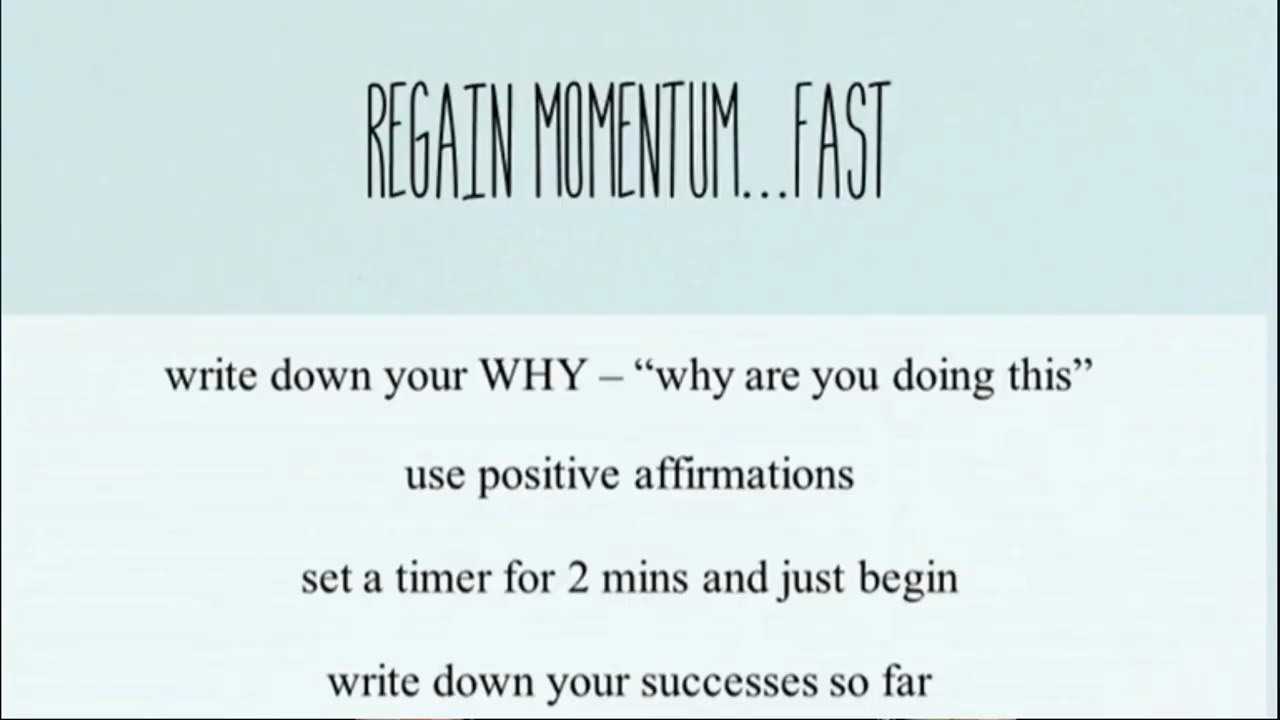 REGAIN MOMENTUM...FAST
write down your WHY – “why are you doing this”
use positive affirmations
set a timer for 2 mins and just begin
write down your successes so far